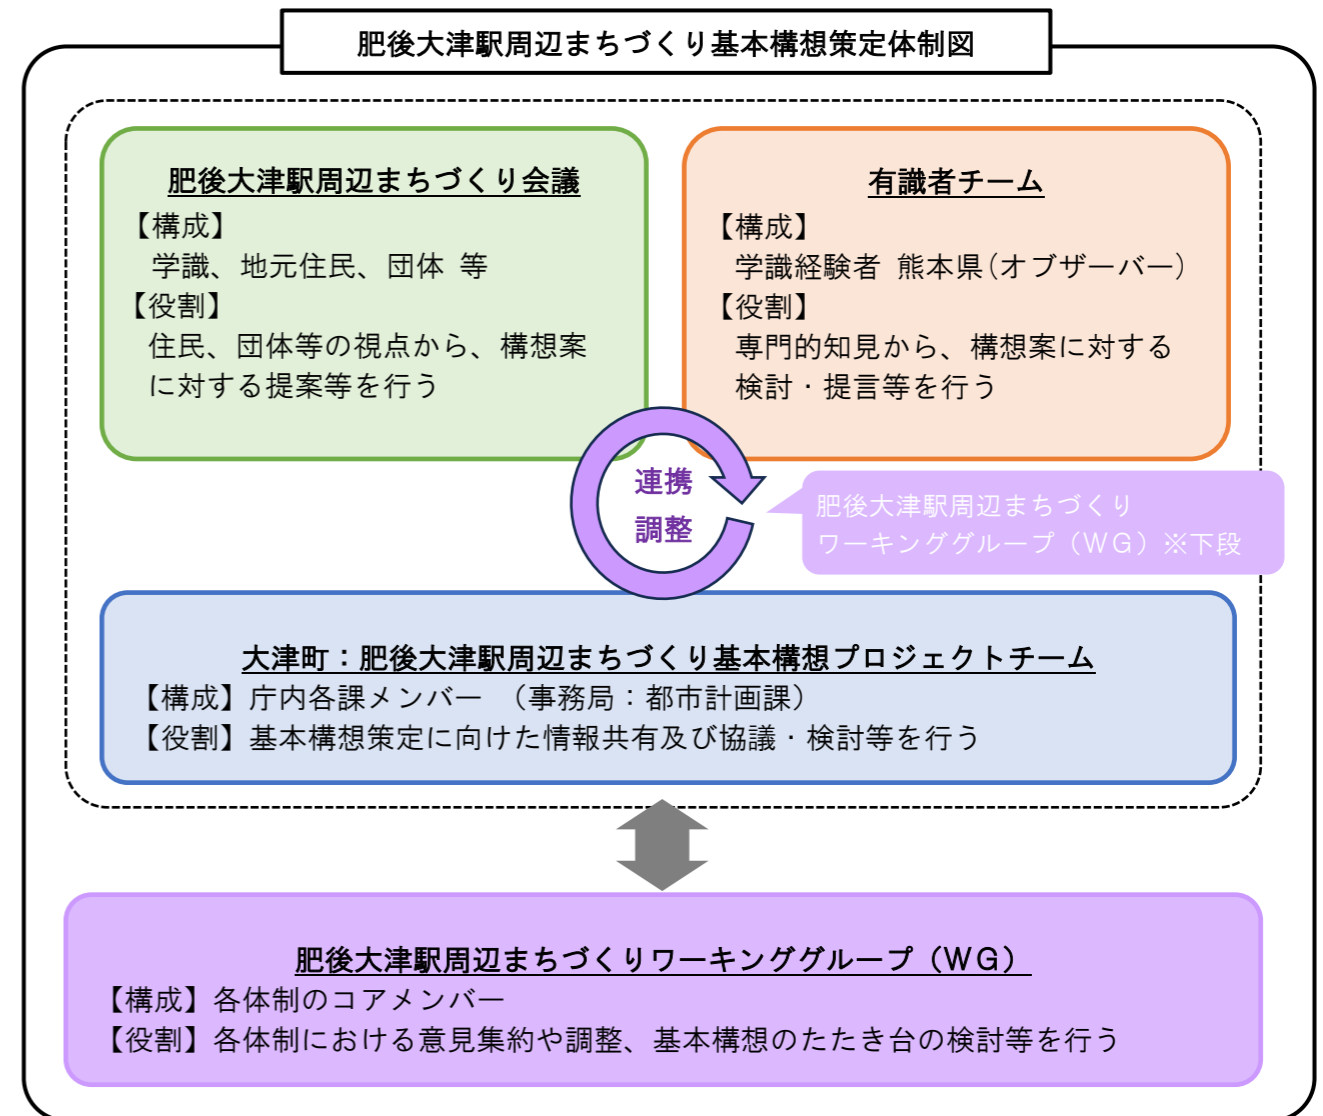 肥後大津駅周辺まちづくり基本構想策定体制図
肥後大津駅周辺まちづくり会議
【構成】
学識、地元住民、団体 等
【役割】
住民、団体等の視点から、構想案
に対する提案等を行う
有識者チーム
【構成】
学識経験者 熊本県(オブザーバー)
【役割】
専門的知見から、構想案に対する
検討・提言等を行う
連携
調整
肥後大津駅周辺まちづくり
ワーキンググループ（ＷＧ）※下段
大津町：肥後大津駅周辺まちづくり基本構想プロジェクトチーム
【構成】庁内各課メンバー （事務局：都市計画課）
【役割】基本構想策定に向けた情報共有及び協議・検討等を行う
肥後大津駅周辺まちづくりワーキンググループ（ＷＧ）
【構成】各体制のコアメンバー
【役割】各体制における意見集約や調整、基本構想のたたき台の検討等を行う